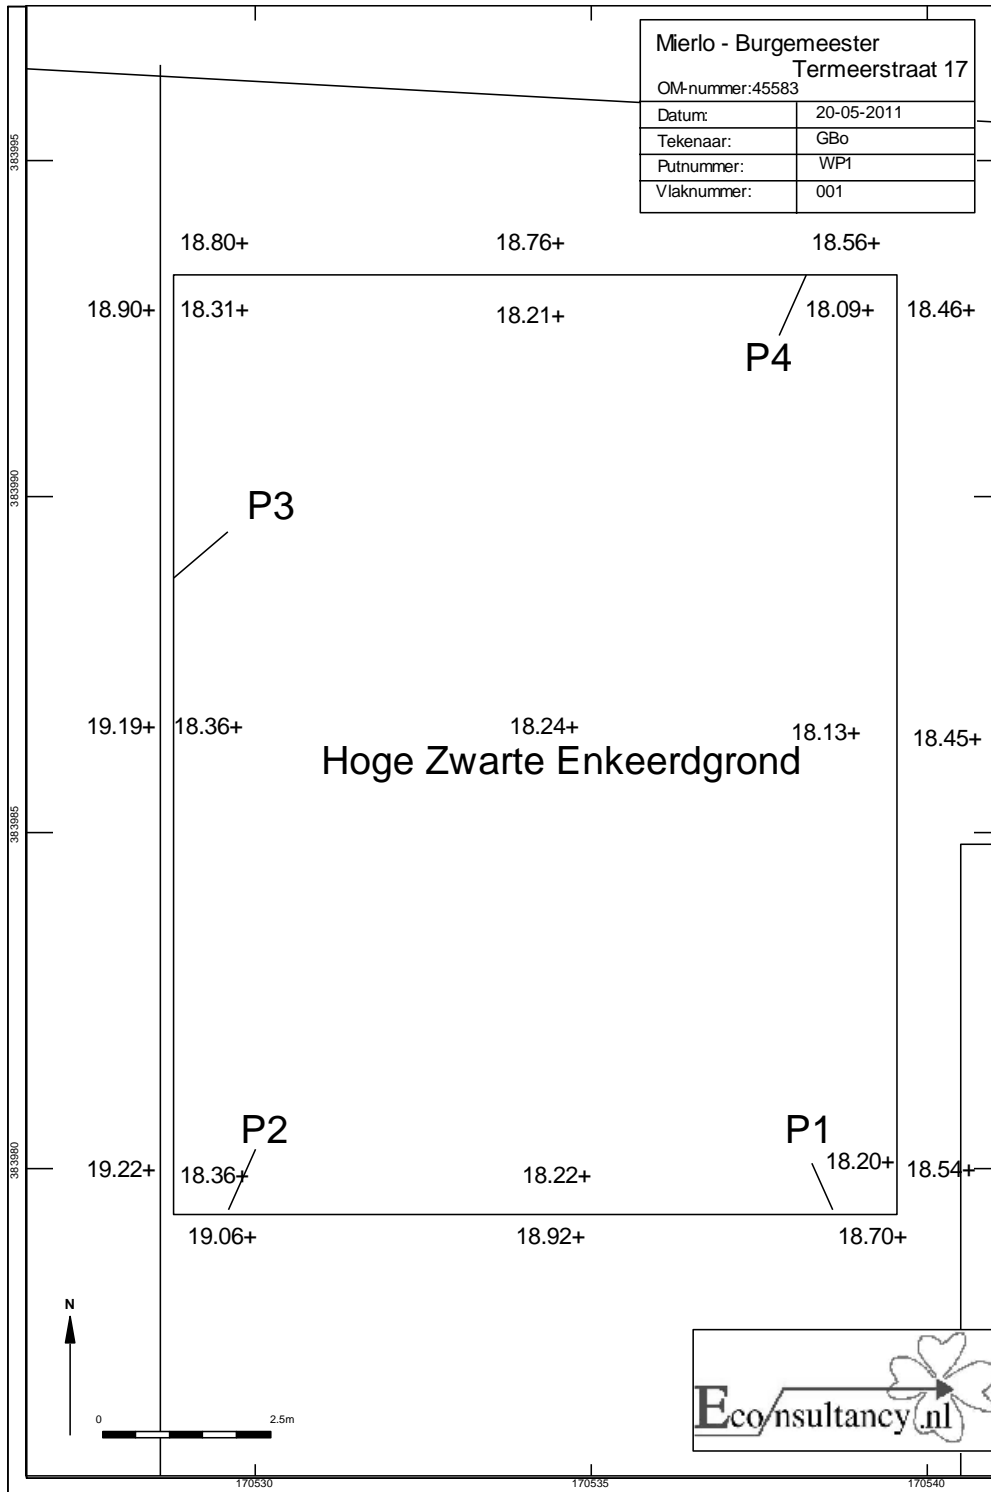 Mierlo - Burgemeester
Termeerstraat 17
OM-nummer:45583
Datum: 20-05-2011
Tekenaar: GBo
Putnummer: WP1
Vlaknummer: 001
383995
18.80+ 18.76+ 18.56+
18.90+ 18.31+ 18.21+ 18.09+ 18.46+
P4
383990
P3
19.19+ 18.36+ 18.24+ 18.13+ 18.45+
Hoge Zwarte Enkeerdgrond
383985
P2 P1
383980
19.22+ 18.36+ 18.22+ 18.20+ 18.54+
19.06+ 18.92+ 18.70+
N
0 2.5m
Econsultancy.nl
170530 170535 170540